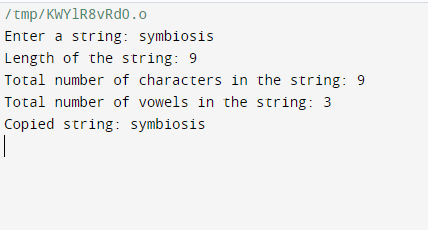 /tmp/KWYlR8vRdO.o
Enter a string: symbiosis
Length of the string: 9
Total number of characters in the string: 9
Total number of vowels in the string: 3
Copied string: symbiosis